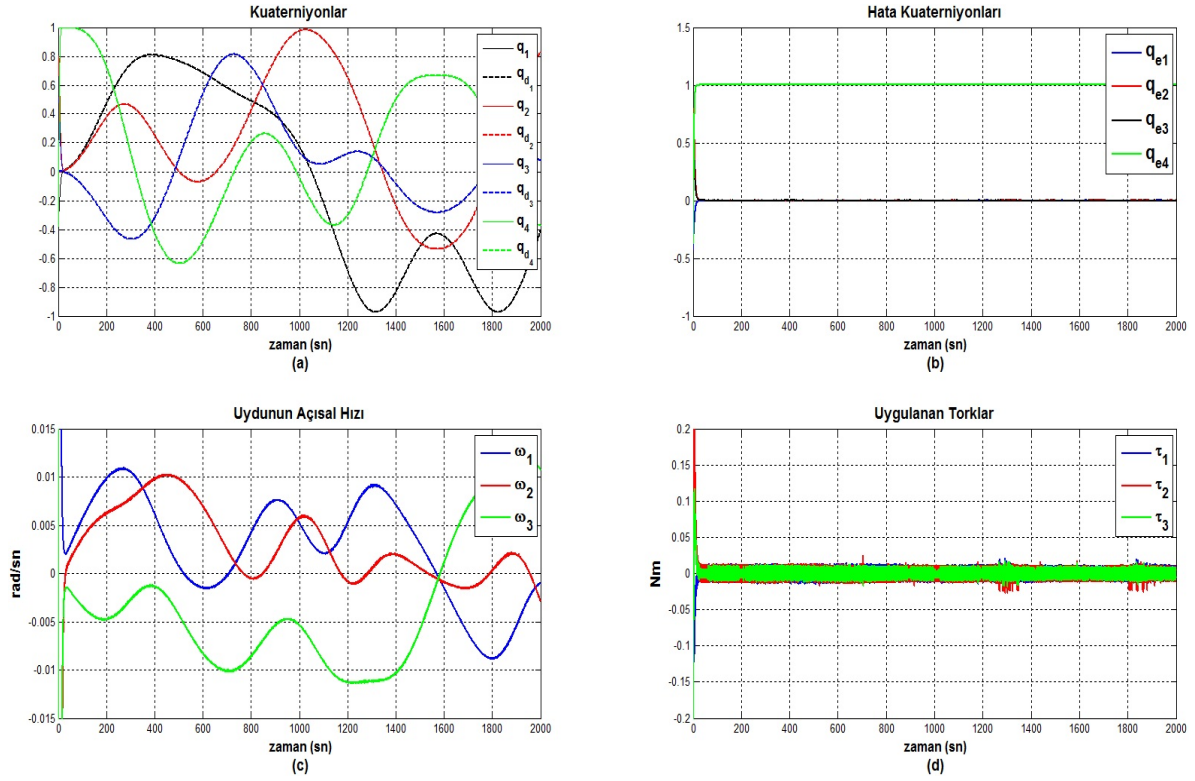 Kuaterniyonlar
1
0.8
0.6
0.4
0.2
0
-0.2
-0.4
-0.6
-0.8
-1
0 200 400 600 800 1000 1200 1400 1600 1800 2000
zaman (sn)
(a)
q1
qd1
q2
qd2
q3
qd3
q4
qd4
Hata Kuaterniyonları
1.5
1
0.5
0
-0.5
-1
0 200 400 600 800 1000 1200 1400 1600 1800 2000
zaman (sn)
(b)
qe1
qe2
qe3
qe4
Uydunun Açısal Hızı
0.015
0.01
0.005
0
-0.005
-0.01
-0.015
rad/sn
0 200 400 600 800 1000 1200 1400 1600 1800 2000
zaman (sn)
(c)
ω1
ω2
ω3
Uygulanan Torklar
0.2
0.15
0.1
0.05
0
-0.05
-0.1
-0.15
-0.2
Nm
0 200 400 600 800 1000 1200 1400 1600 1800 2000
zaman (sn)
(d)
τ1
τ2
τ3